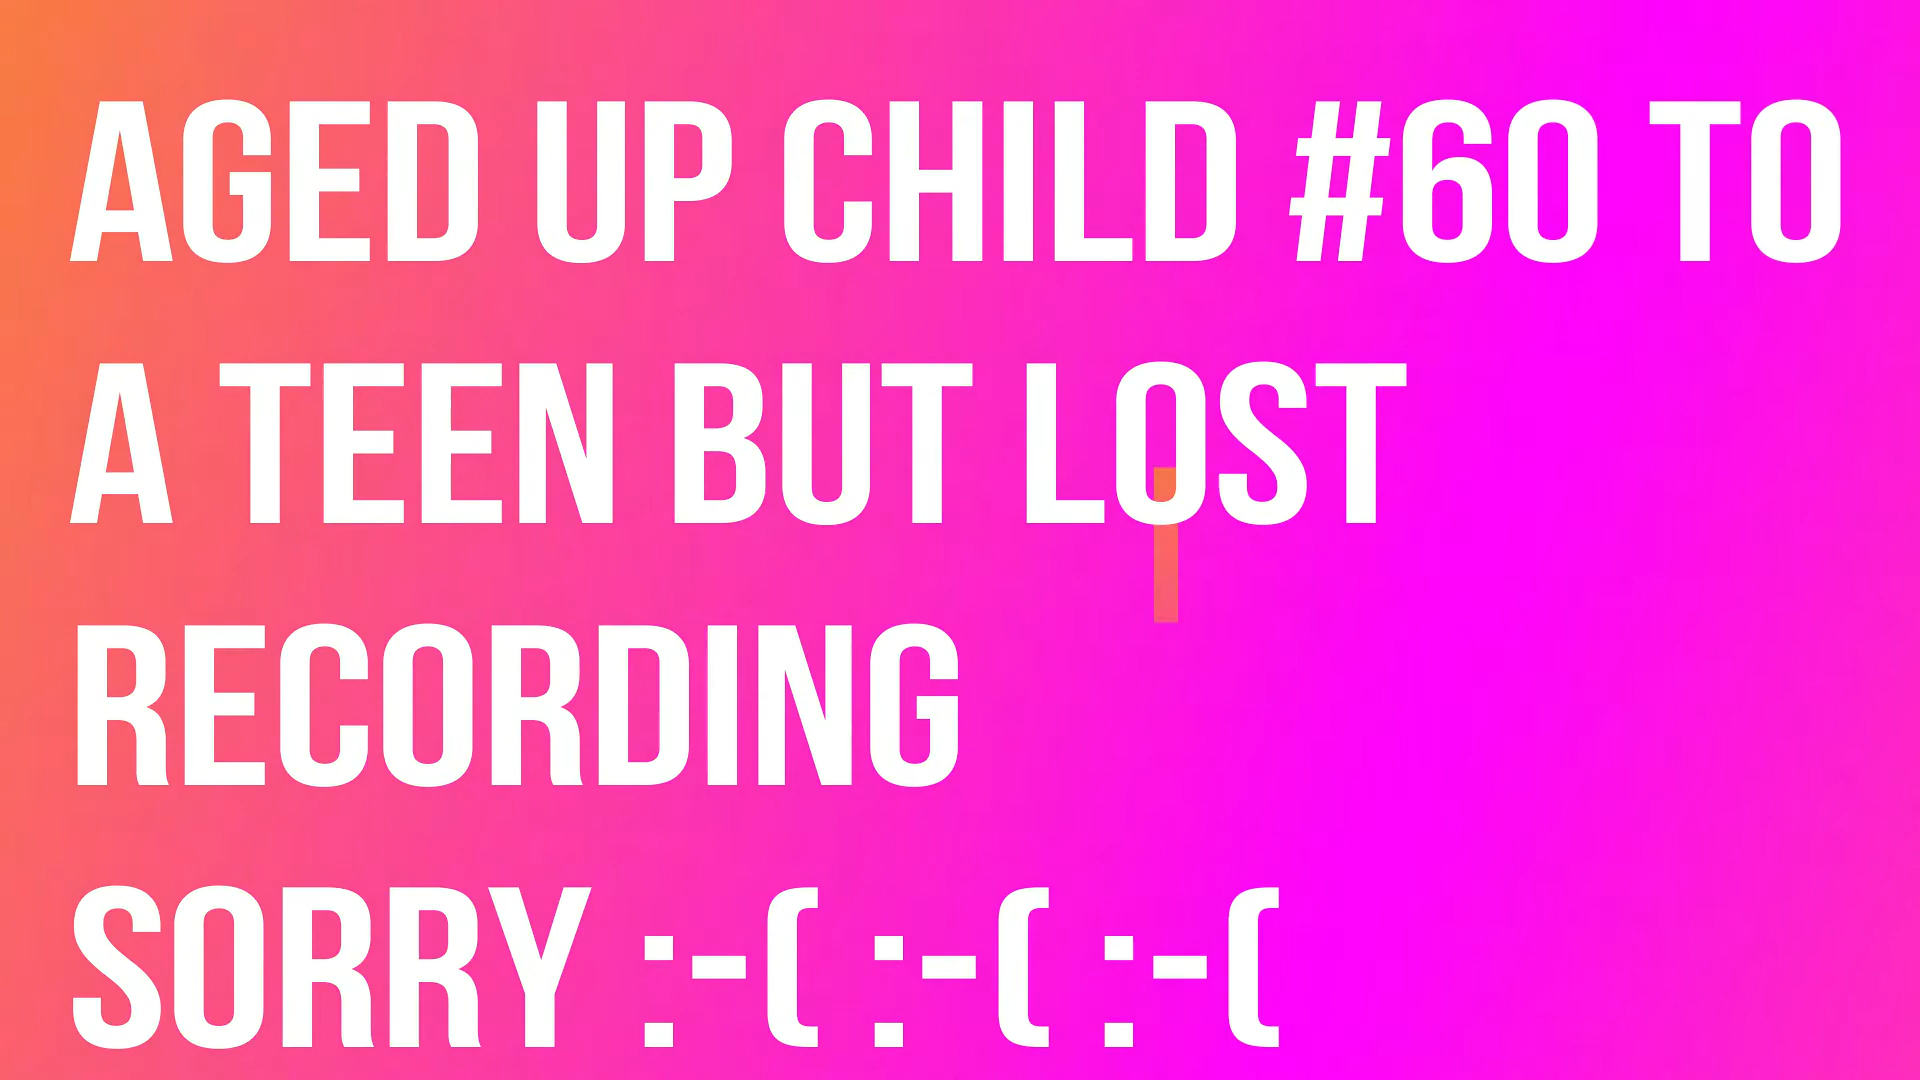 AGED UP CHILD #60 TO
A TEEN BUT LOST
RECORDING
SORRY :-( :-( :-(